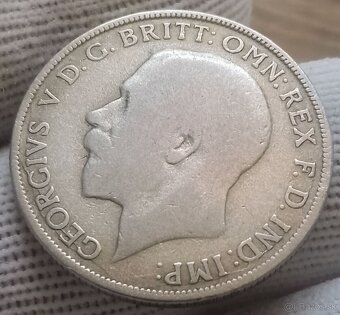 GEORGIVS V D.G.BRITT: OMN: REX F.D. IND: IMP: